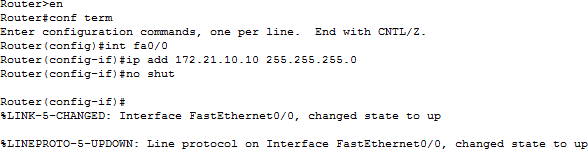 Router>en
Router#conf term
Enter configuration commands, one per line.  End with CNTL/Z.
Router(config)#int fa0/0
Router(config-if)#ip add 172.21.10.10 255.255.255.0
Router(config-if)#no shut
Router(config-if)#
%LINK-5-CHANGED: Interface FastEthernet0/0, changed state to up
%LINEPROTO-5-UPDOWN: Line protocol on Interface FastEthernet0/0, changed state to up